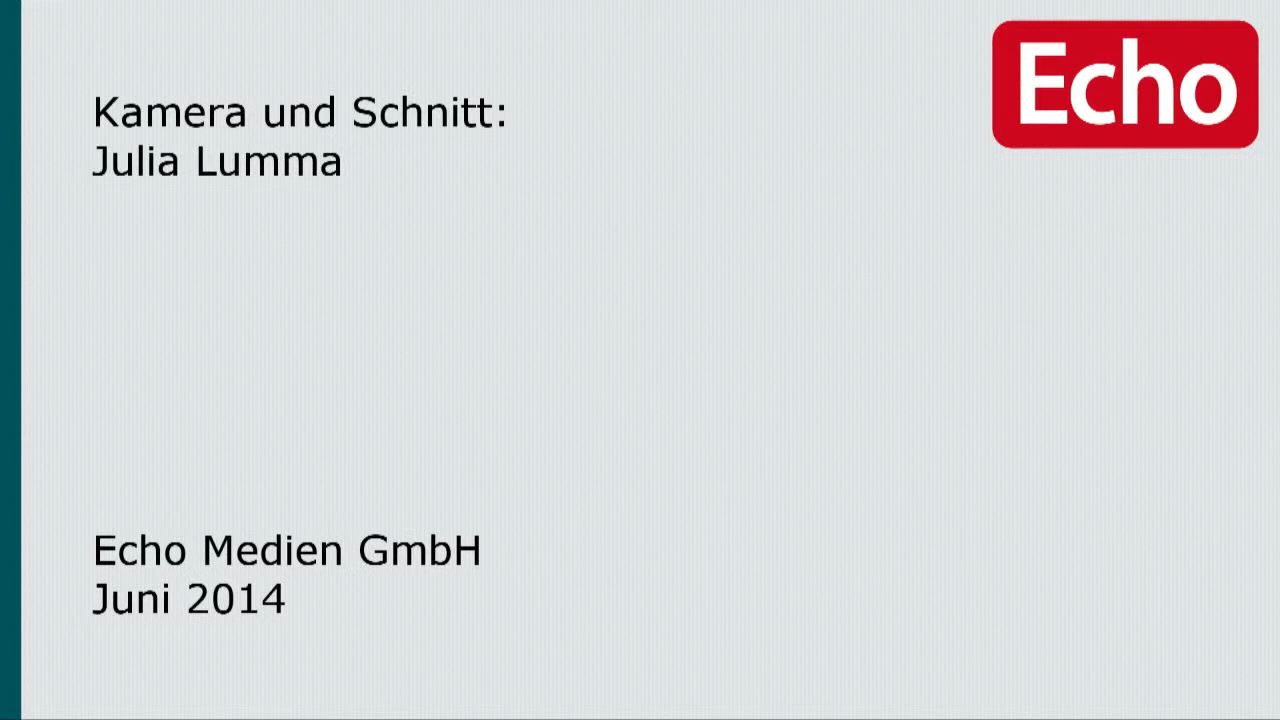 Echo
Kamera und Schnitt:
Julia Lumma
Echo Medien GmbH
Juni 2014